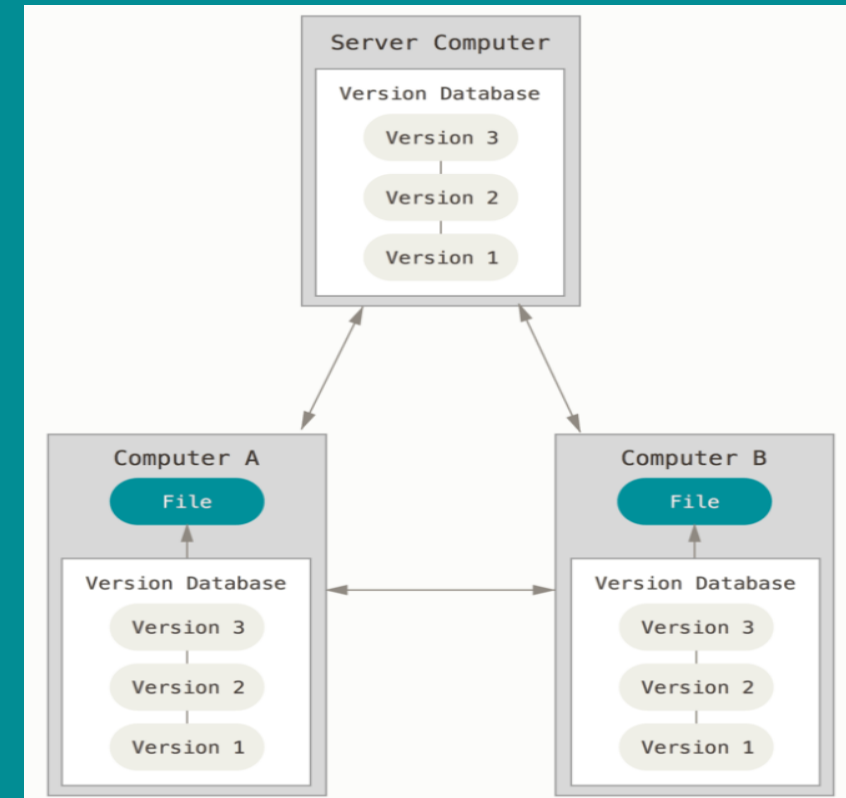 Server Computer
Version Database
Version 3
Version 2
Version 1
Computer A
File
Version Database
Version 3
Version 2
Version 1
Computer B
File
Version Database
Version 3
Version 2
Version 1